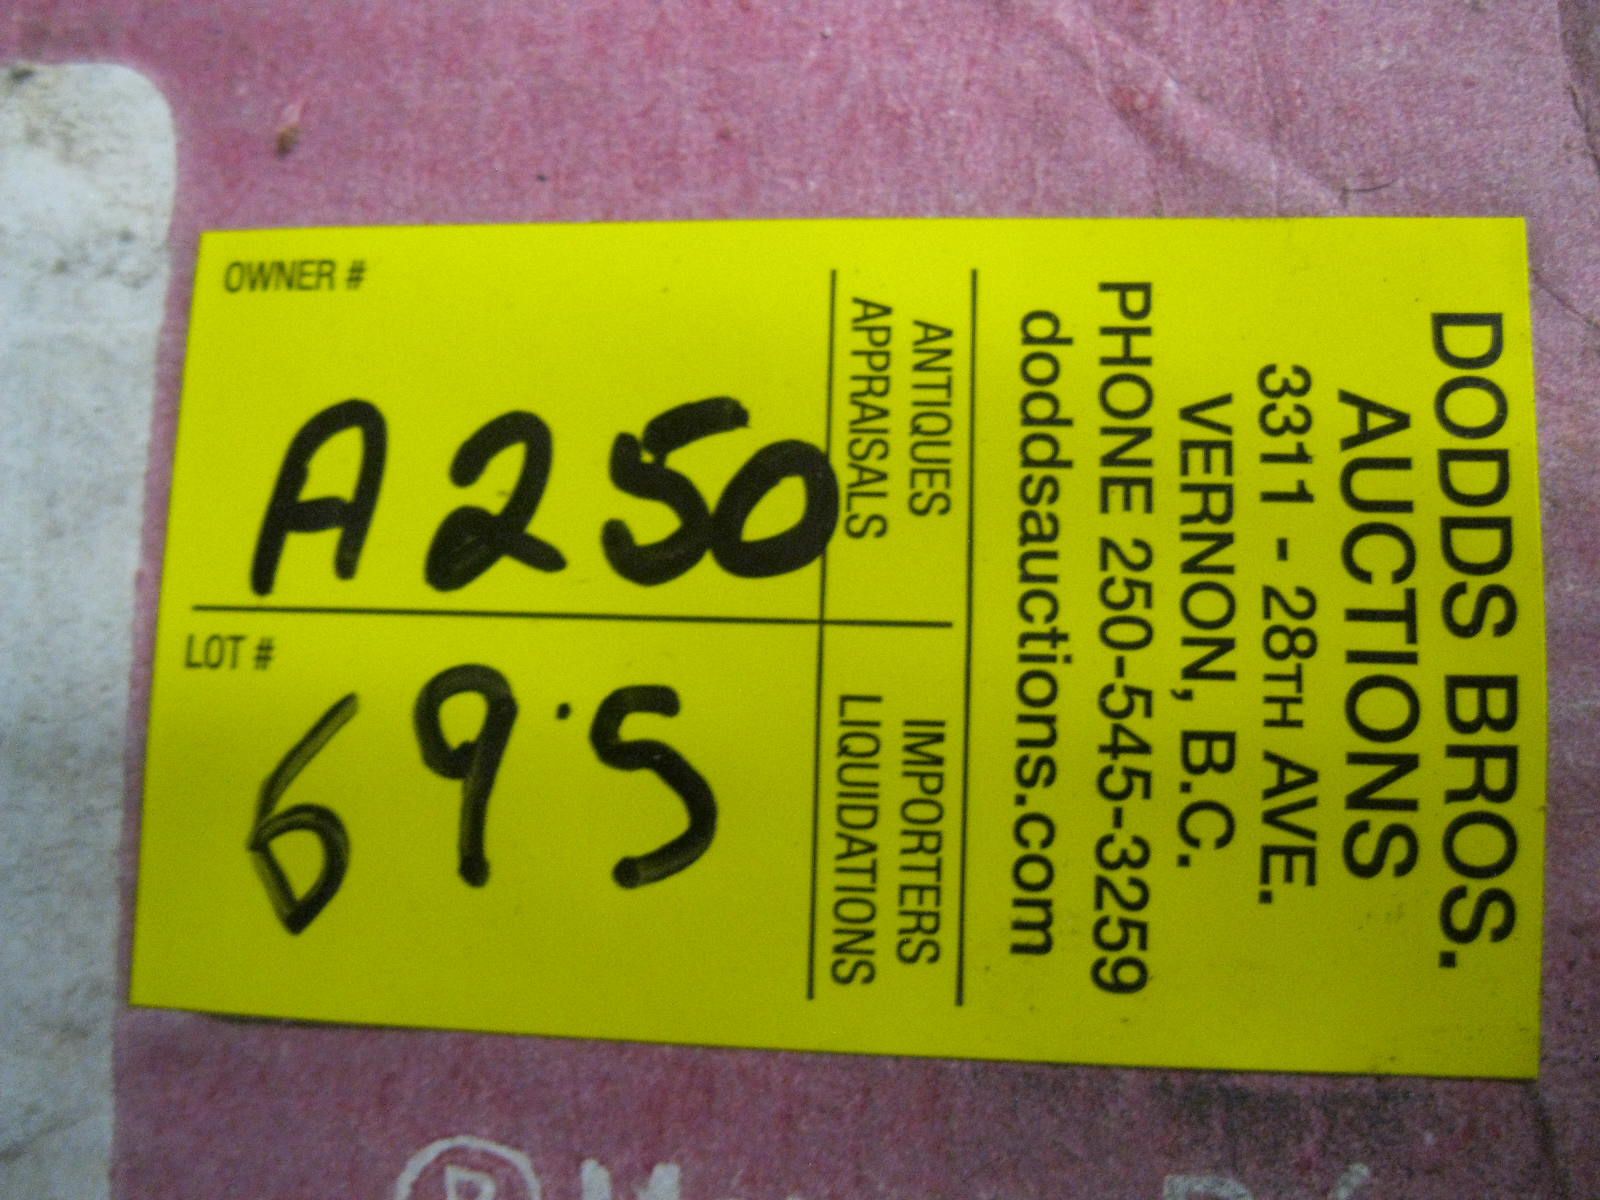 DODDS BROS.
AUCTIONS
3311 - 28TH AVE.
VERNON, B.C.
PHONE 250-545-3259
doddsauctions.com
ANTIQUES
APPRAISALS
IMPORTERS
LIQUIDATIONS
OWNER #
A250
LOT #
69.5